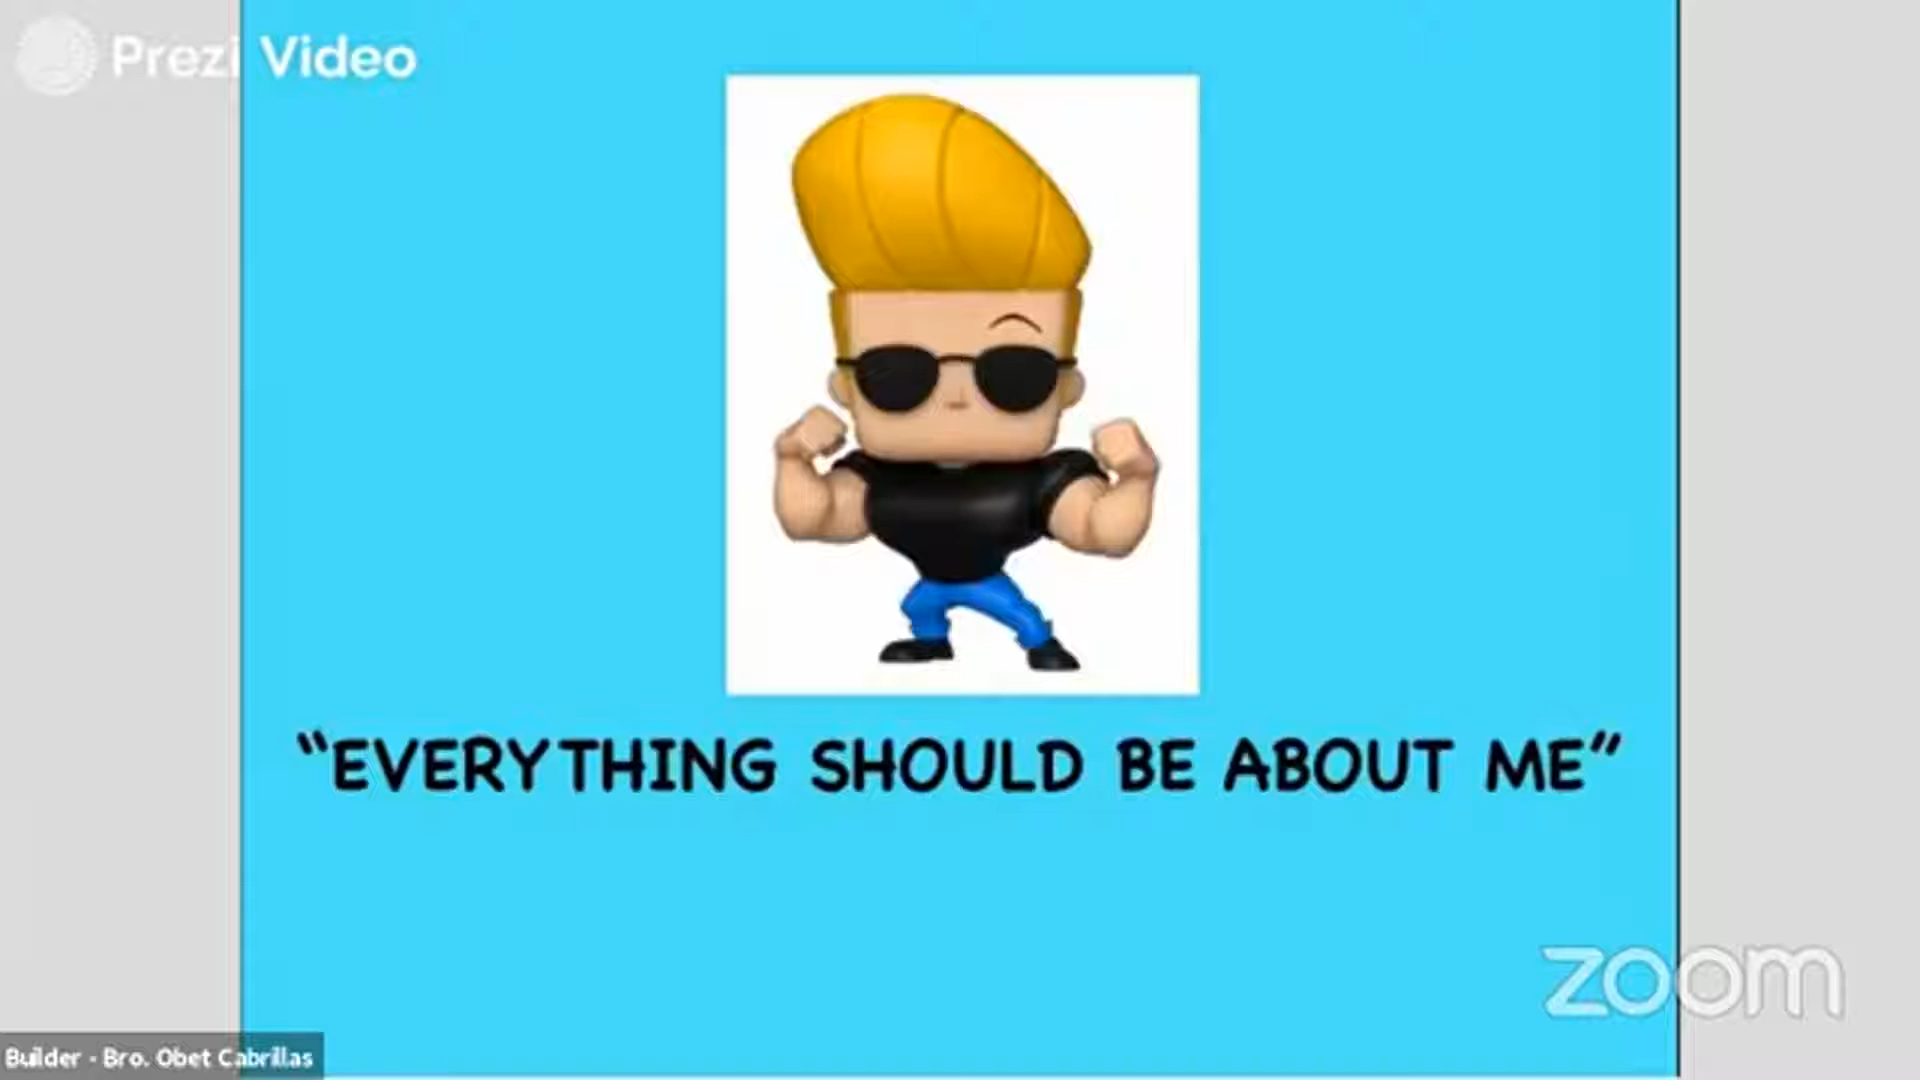 Prezi Video
“EVERYTHING SHOULD BE ABOUT ME”
zoom
Builder - Bro. Obet Cabrillas